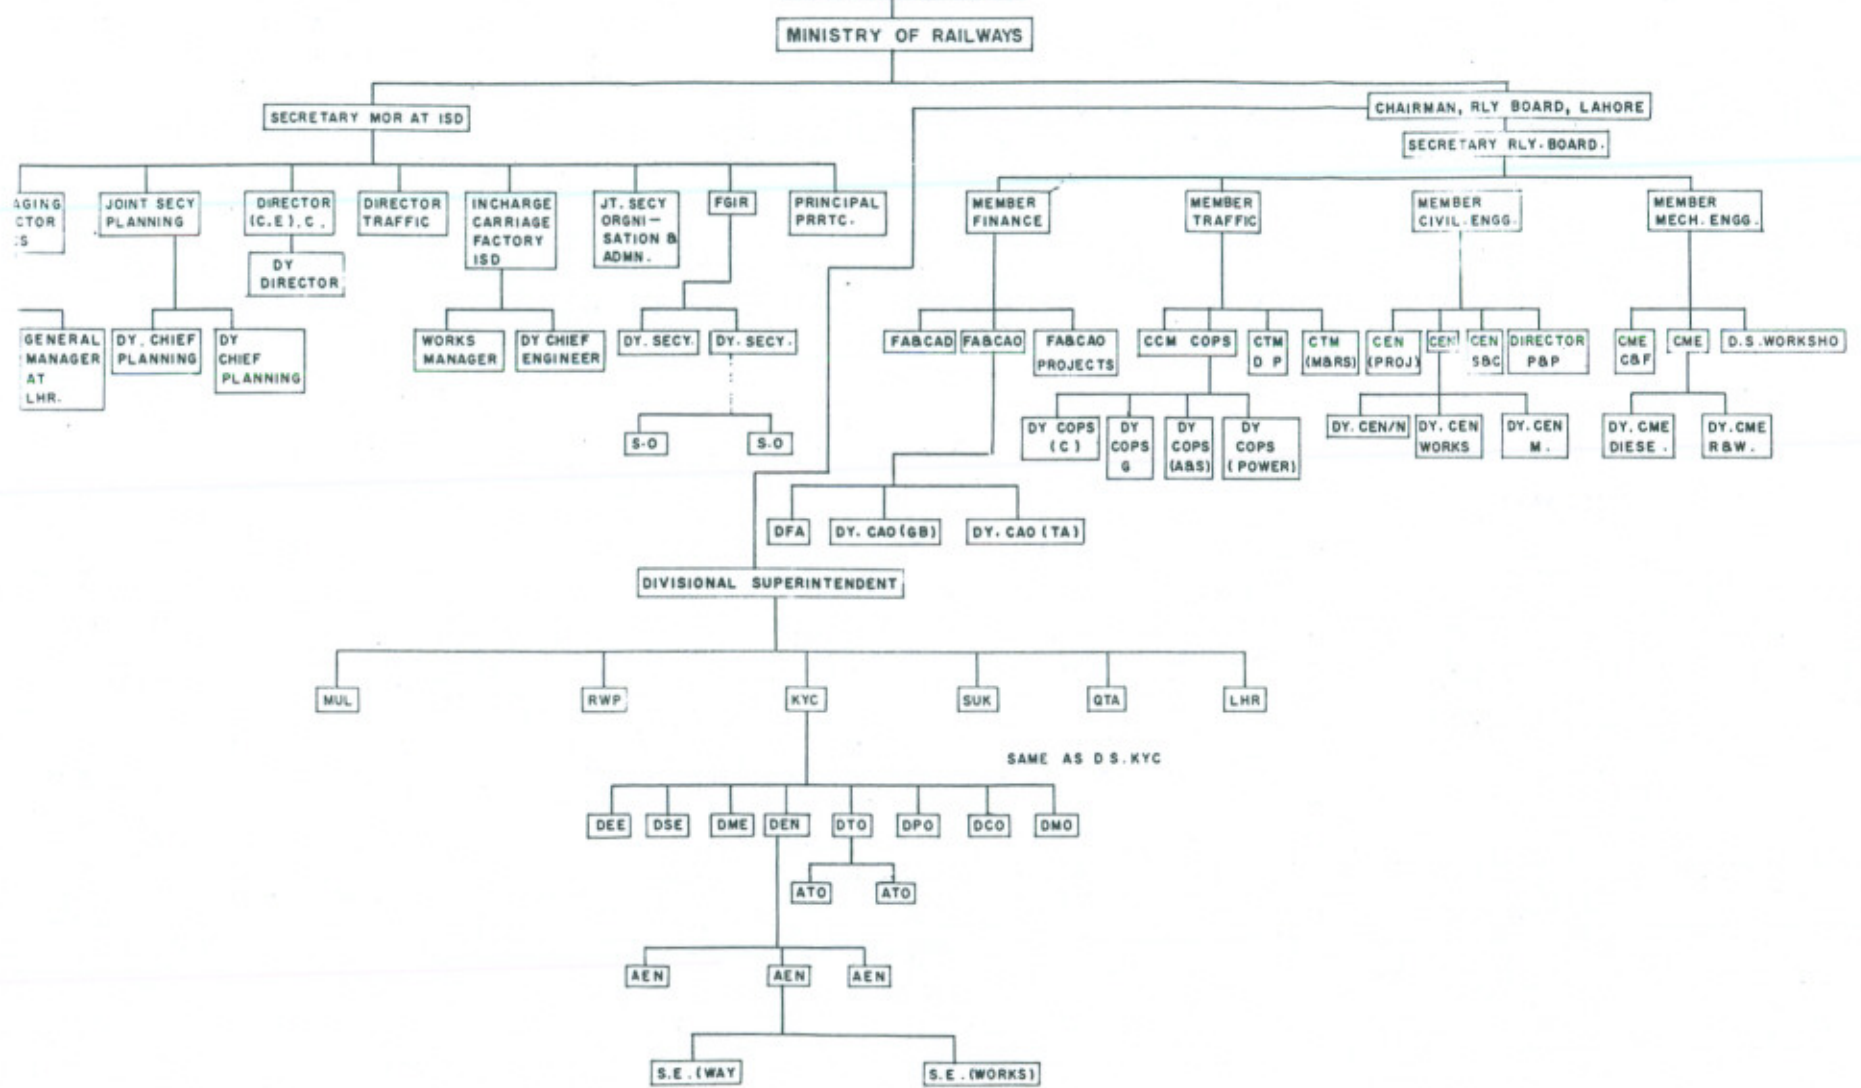 MINISTRY OF RAILWAYS
SECRETARY MOR AT ISD
CHAIRMAN, RLY BOARD, LAHORE
SECRETARY RLY. BOARD.
AGING
CTOR
CS
JOINT SECY
PLANNING
DIRECTOR
(C.E).C.
DIRECTOR
TRAFFIC
INCHARGE
CARRIAGE
FACTORY
ISD
JT. SECY
ORGNI-
SATION &
ADMN.
FGIR
PRINCIPAL
PRRTC.
MEMBER
FINANCE
MEMBER
TRAFFIC
MEMBER
CIVIL.ENGG.
MEMBER
MECH.ENGG.
DY
DIRECTOR
GENERAL
MANAGER
AT
LHR.
DY. CHIEF
PLANNING
DY
CHIEF
PLANNING
WORKS
MANAGER
DY CHIEF
ENGINEER
DY. SECY.
DY. SECY.
FA&CAO
FA&CAO
FA&CAO
PROJECTS
CCM COPS
CTM
D P
CTM
(M&RS)
CEN
(PROJ)
CEN
CEN
S&C
DIRECTOR
P&P
CME
C&F
CME
D.S.WORKSHO
S-O
S.O
DY COPS
(C)
DY
COPS
G
DY
COPS
(A&S)
DY
COPS
(POWER)
DY. CEN/N
DY. CEN
WORKS
DY. CEN
M.
DY. CME
DIESE.
DY. CME
R&W.
DFA
DY. CAO (GB)
DY. CAO (TA)
DIVISIONAL SUPERINTENDENT
MUL
RWP
KYC
SUK
QTA
LHR
SAME AS D S.KYC
DEE
DSE
DME
DEN
DTO
DPO
DCO
DMO
ATO
ATO
AEN
AEN
AEN
S.E.(WAY
S.E.(WORKS)